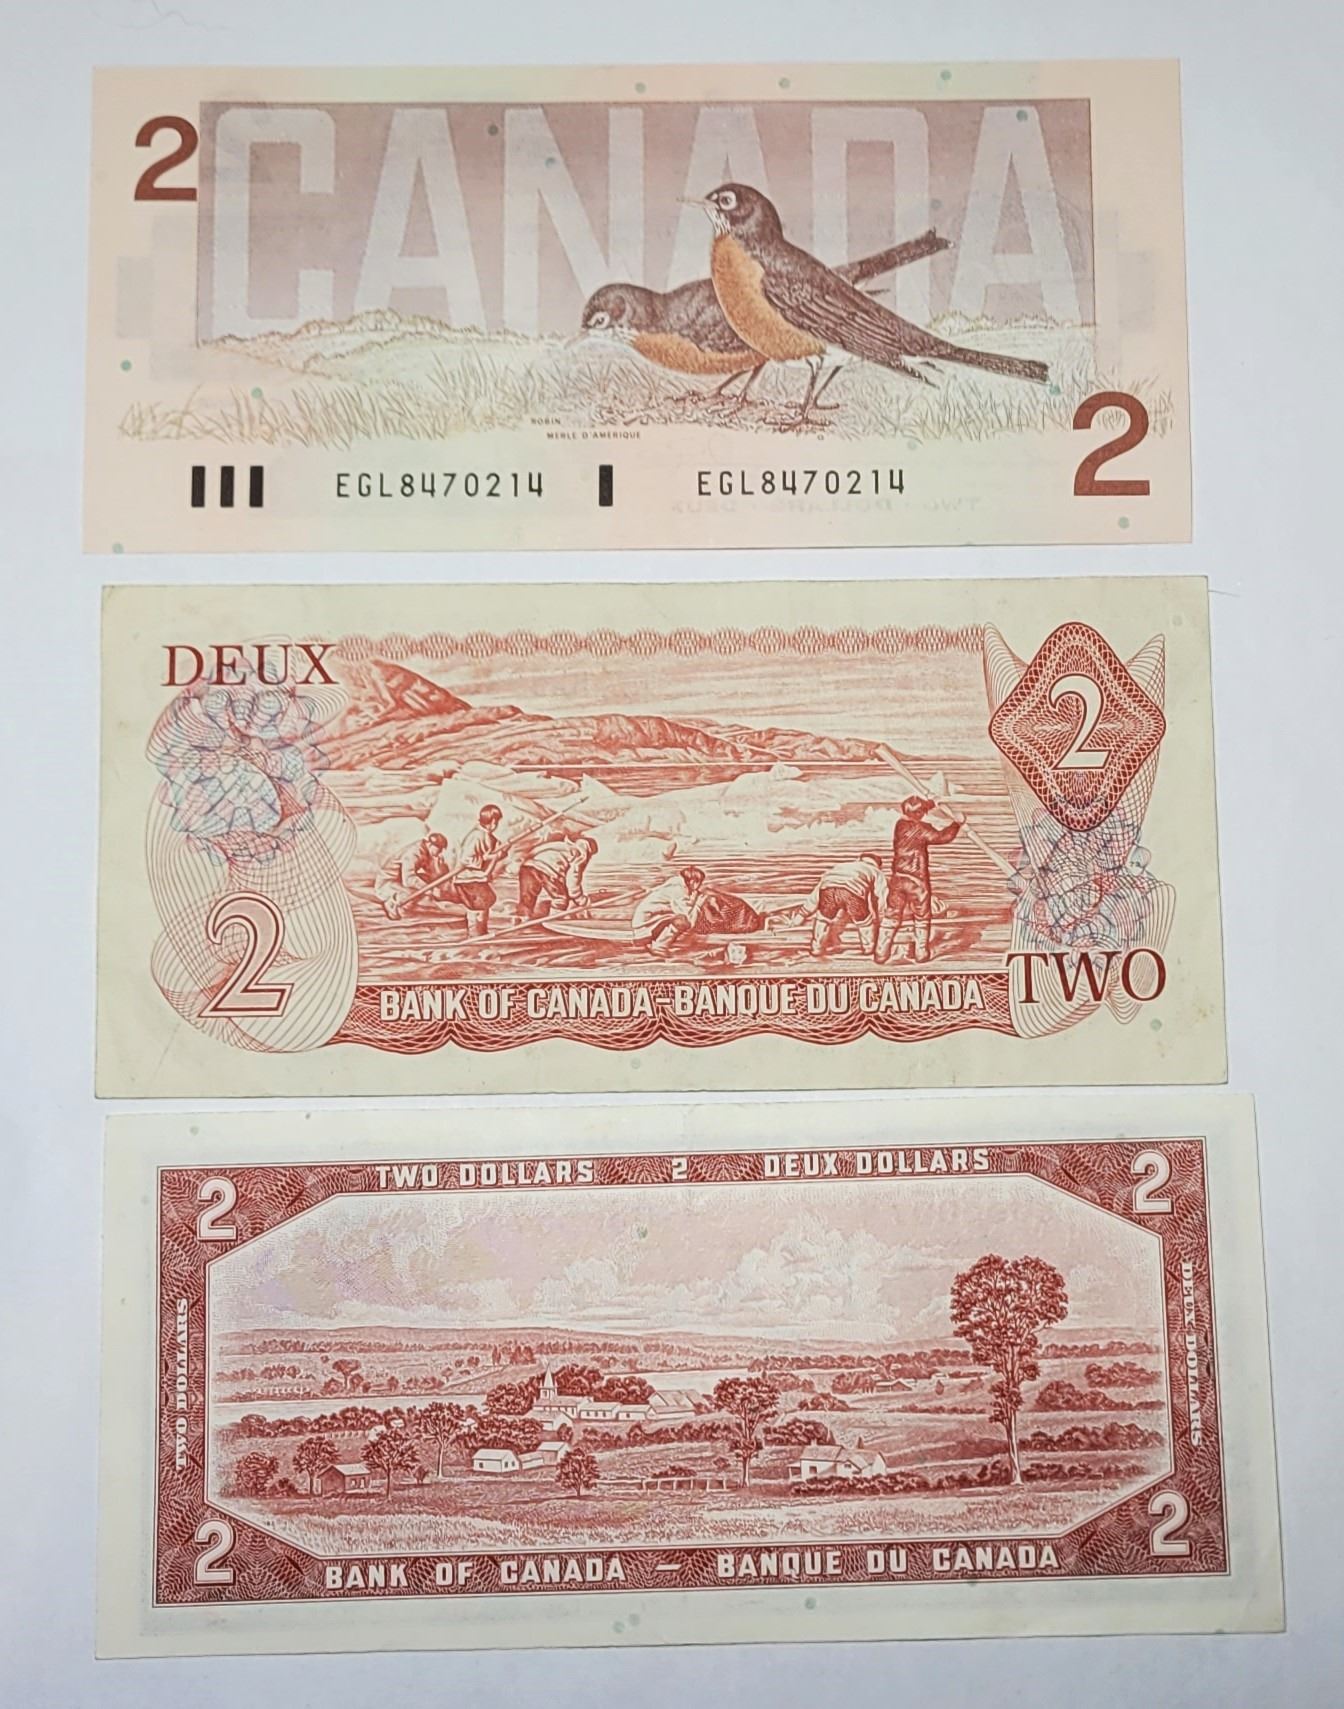 2 CANADA
ROBIN
MERLE D'AMÉRIQUE
2
EGL8470214 EGL8470214
DEUX 2
2 TWO
BANK OF CANADA-BANQUE DU CANADA
2 TWO DOLLARS 2 DEUX DOLLARS 2
TWO DOLLARS
DEUX DOLLARS
2 BANK OF CANADA – BANQUE DU CANADA 2